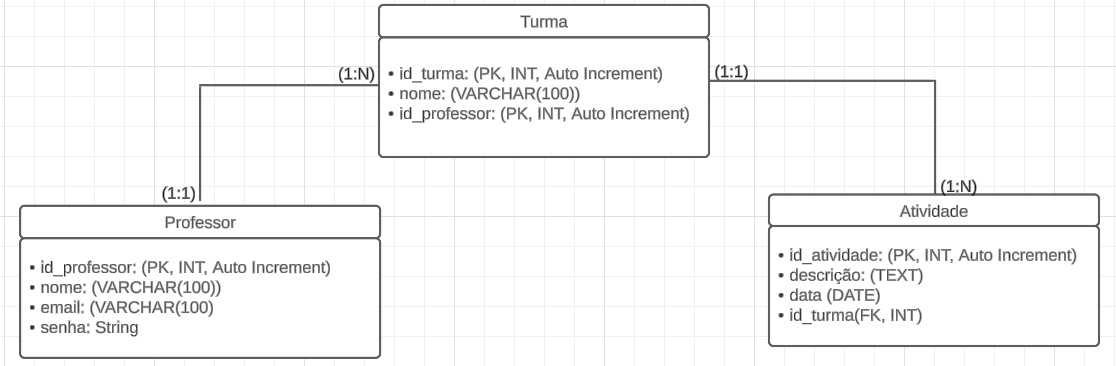 Turma
• id_turma: (PK, INT, Auto Increment)
• nome: (VARCHAR(100))
• id_professor: (PK, INT, Auto Increment)
(1:N)
(1:1)
(1:1)
(1:N)
Professor
• id_professor: (PK, INT, Auto Increment)
• nome: (VARCHAR(100))
• email: (VARCHAR(100)
• senha: String
Atividade
• id_atividade: (PK, INT, Auto Increment)
• descrição: (TEXT)
• data (DATE)
• id_turma(FK, INT)